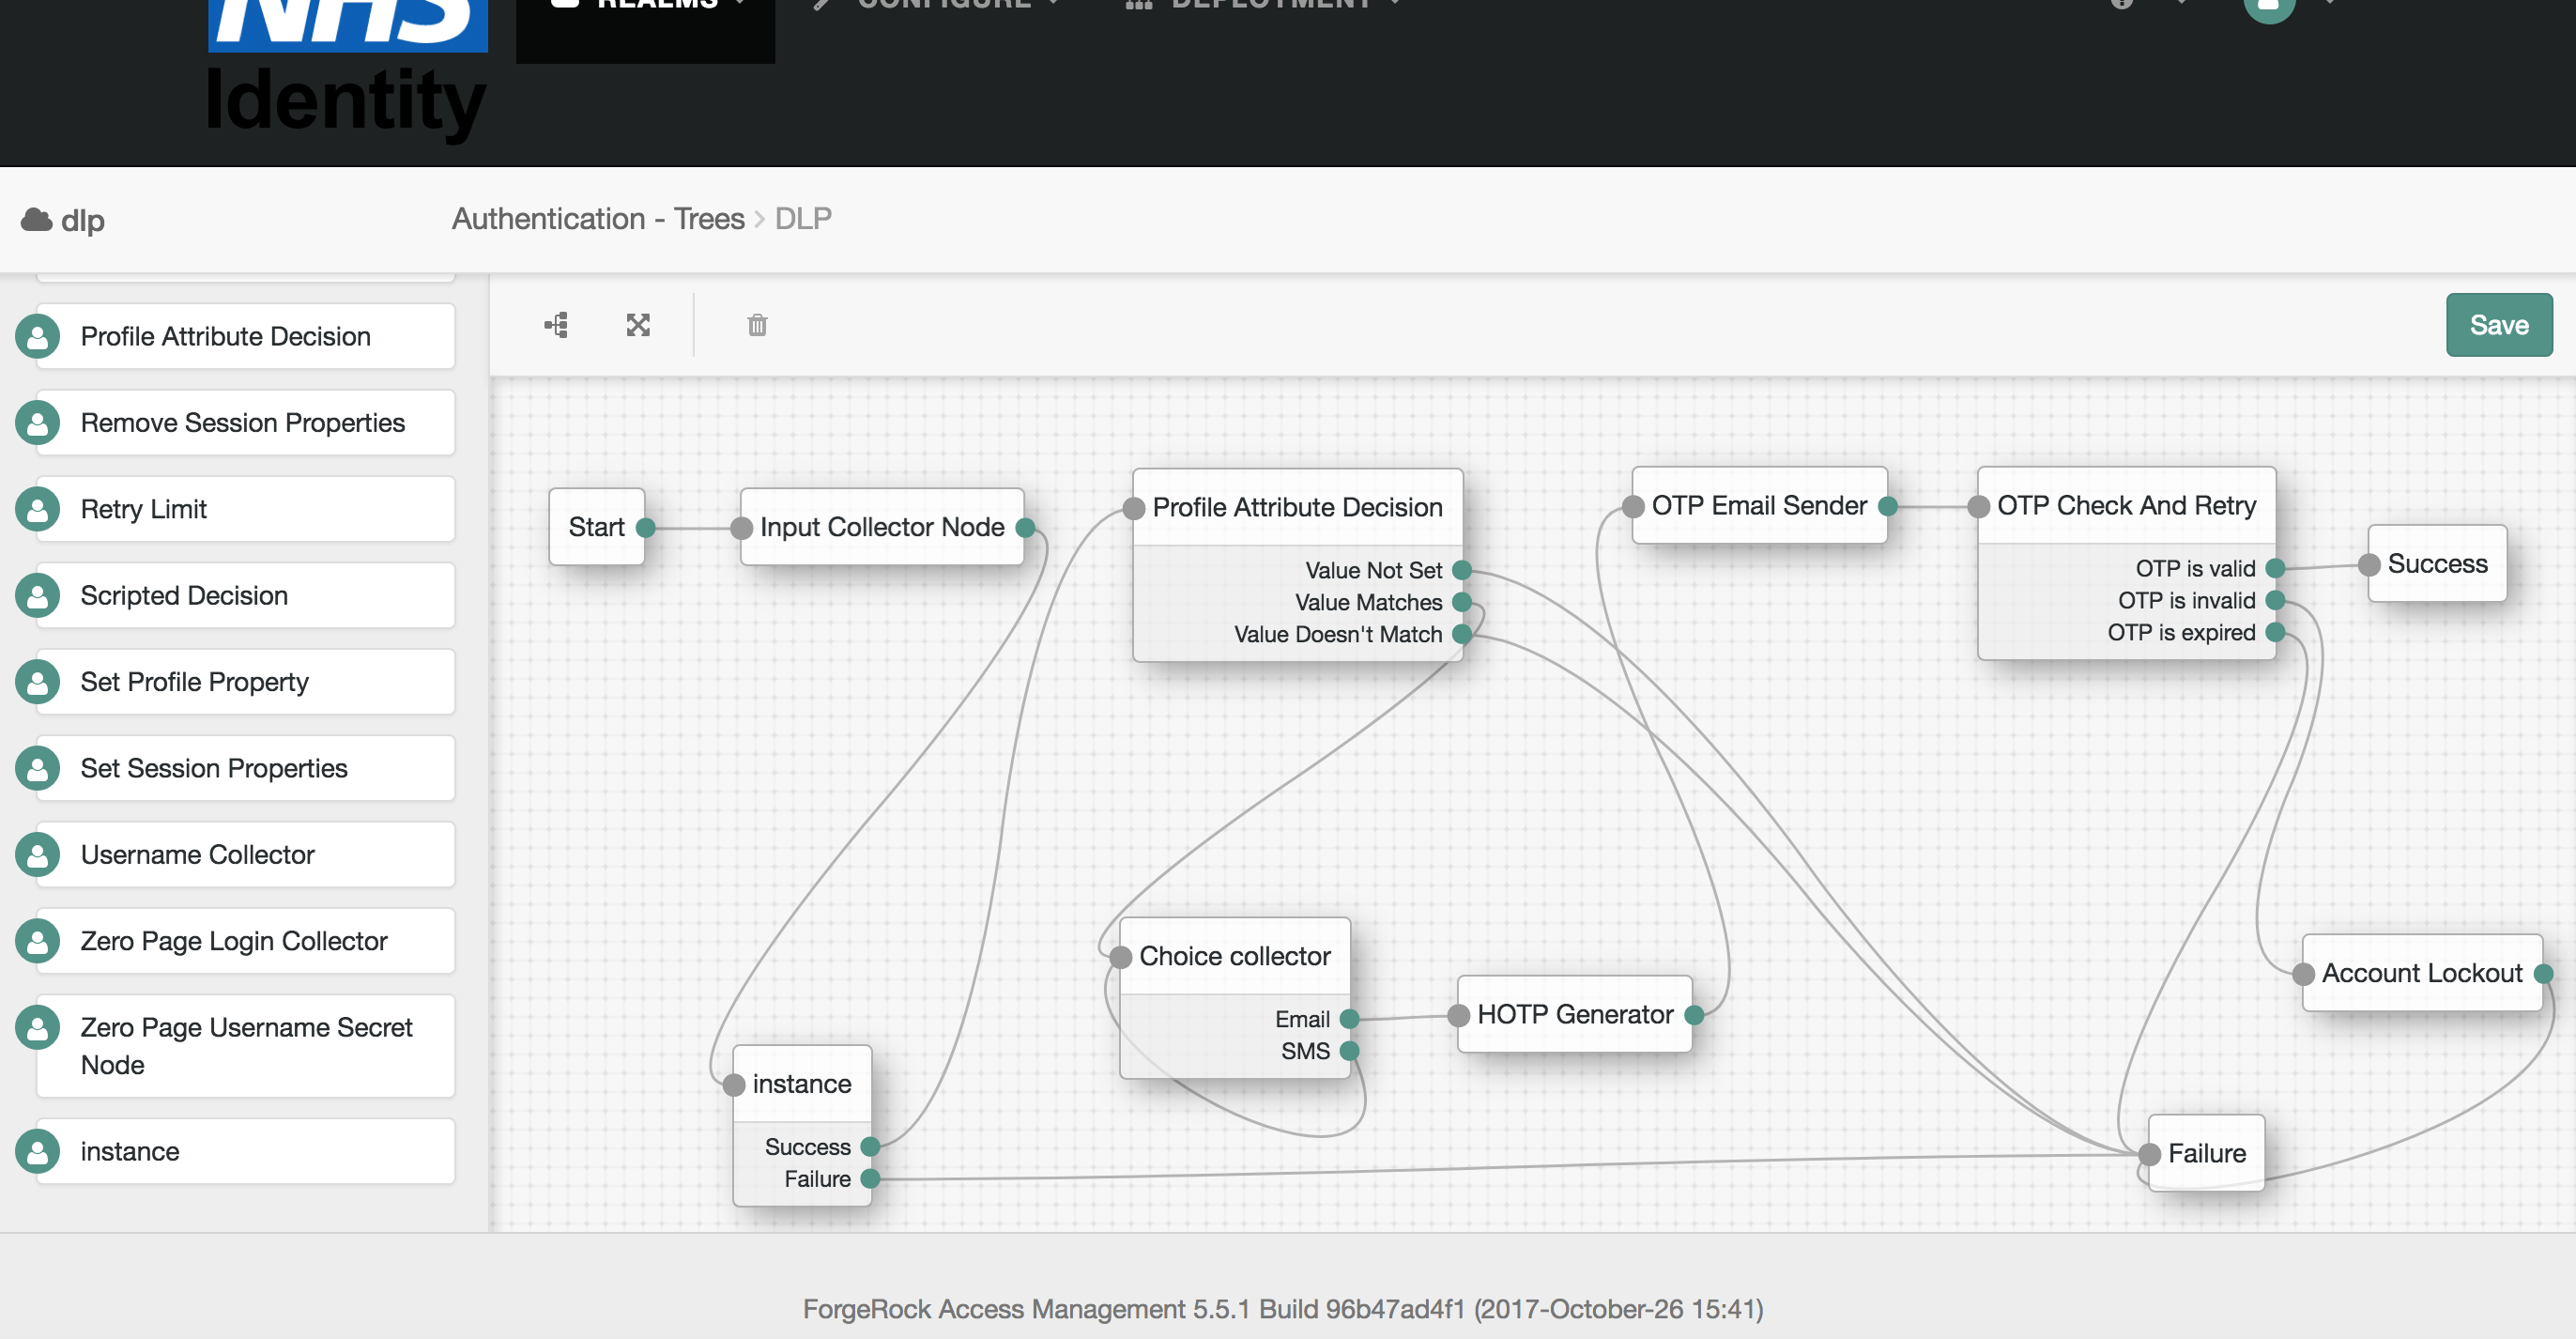 NHS
REALMS
CONFIGURE
DEPLOYMENT
Identity
dlp
Authentication - Trees > DLP
Profile Attribute Decision
Remove Session Properties
Retry Limit
Scripted Decision
Set Profile Property
Set Session Properties
Username Collector
Zero Page Login Collector
Zero Page Username Secret
Node
instance
Save
Start
Input Collector Node
Profile Attribute Decision
Value Not Set
Value Matches
Value Doesn't Match
OTP Email Sender
OTP Check And Retry
OTP is valid
OTP is invalid
OTP is expired
Success
Choice collector
Email
SMS
HOTP Generator
Account Lockout
instance
Success
Failure
Failure
ForgeRock Access Management 5.5.1 Build 96b47ad4f1 (2017-October-26 15:41)